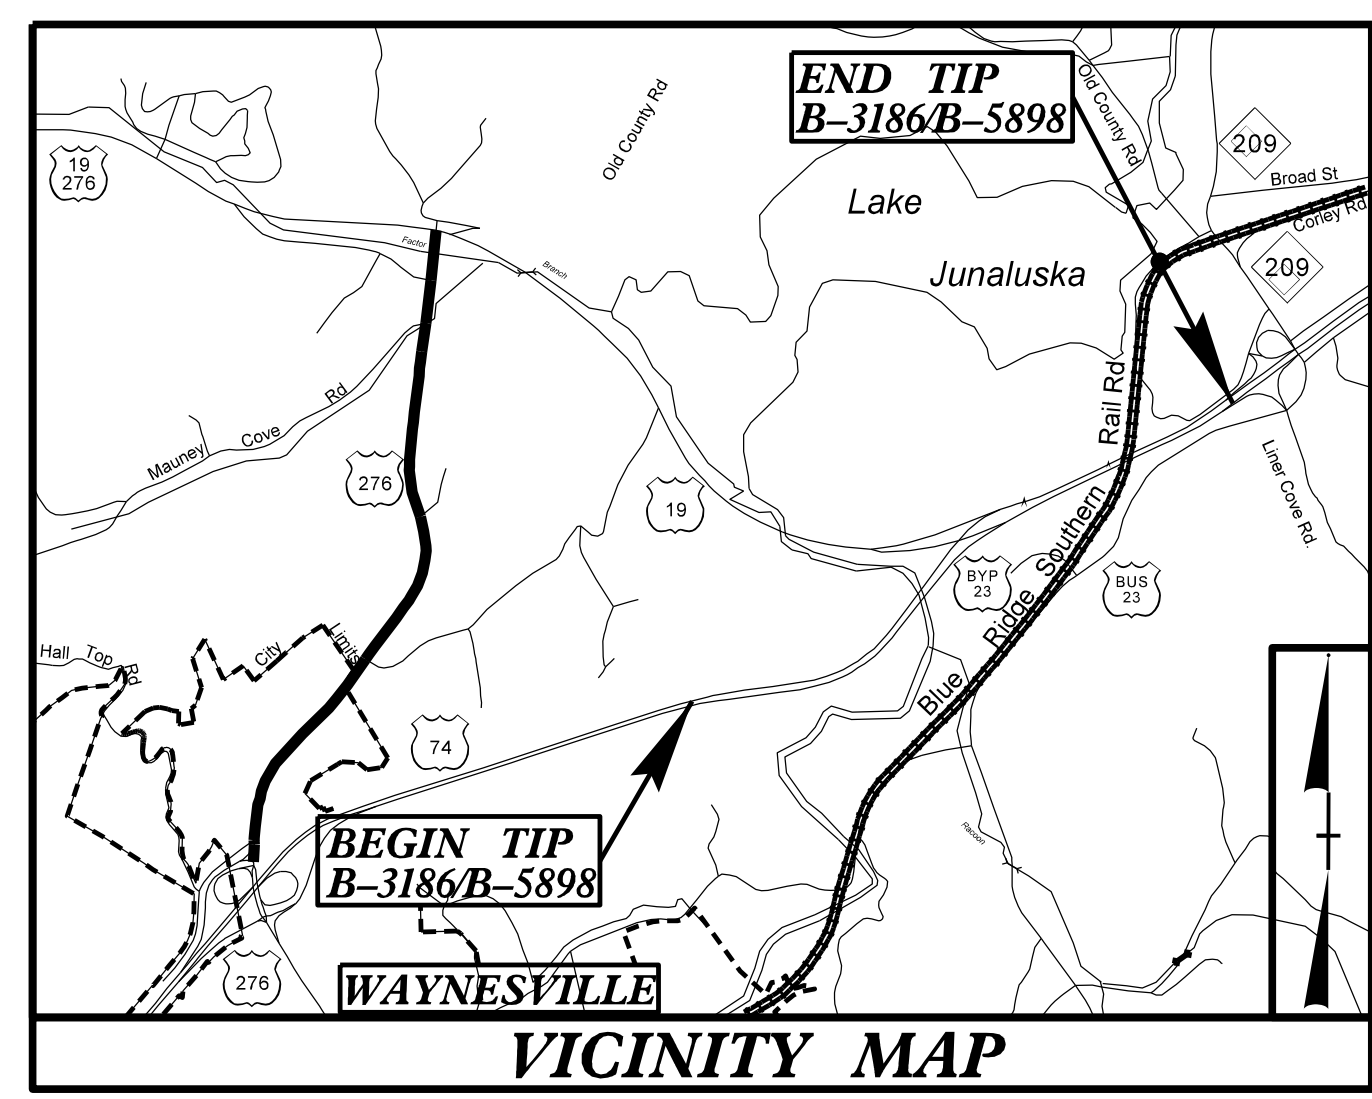 END TIP
B–3186/B–5898
Old County Rd
Old County Rd
209
19
276
Broad St
Corley Rd
Lake
Junaluska
209
Factor
Branch
Rail Rd
Mauney Cove Rd
276
19
Liner Cove Rd.
Southern
BYP
23
BUS
23
Ridge
Hall Top Rd
City Limits
Blue
74
BEGIN TIP
B–3186/B–5898
Racoon
276
WAYNESVILLE
VICINITY MAP